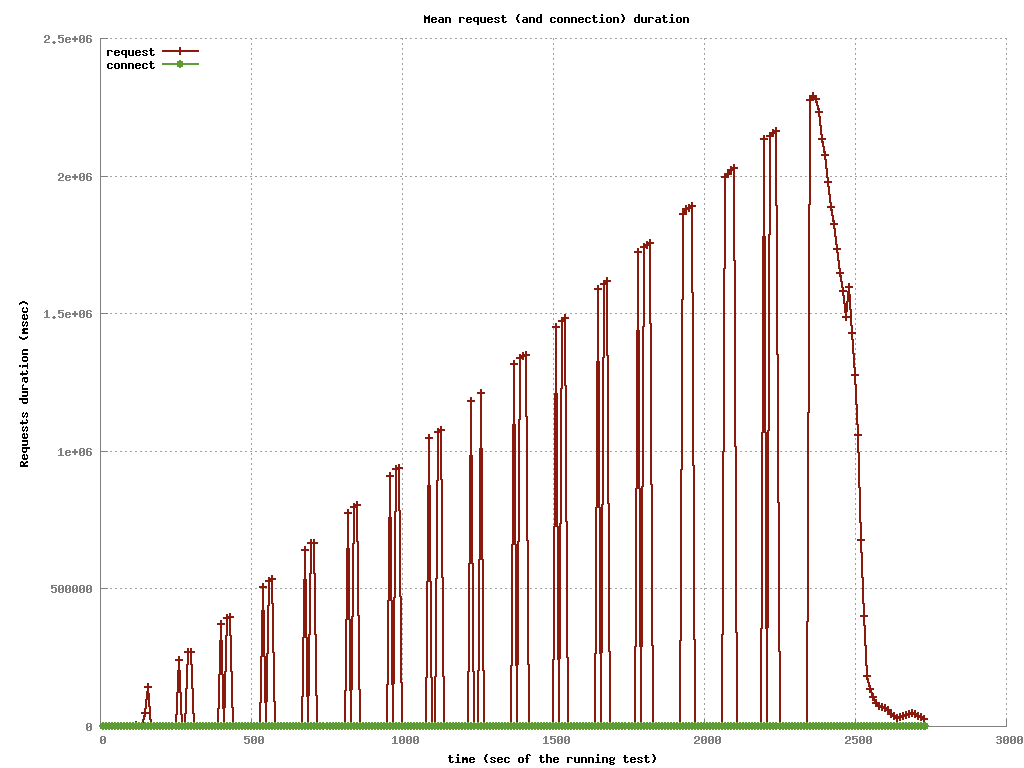 Mean request (and connection) duration
2.5e+06
request
connect
2e+06
1.5e+06
1e+06
500000
0
Requests duration (msec)
0 500 1000 1500 2000 2500 3000
time (sec of the running test)